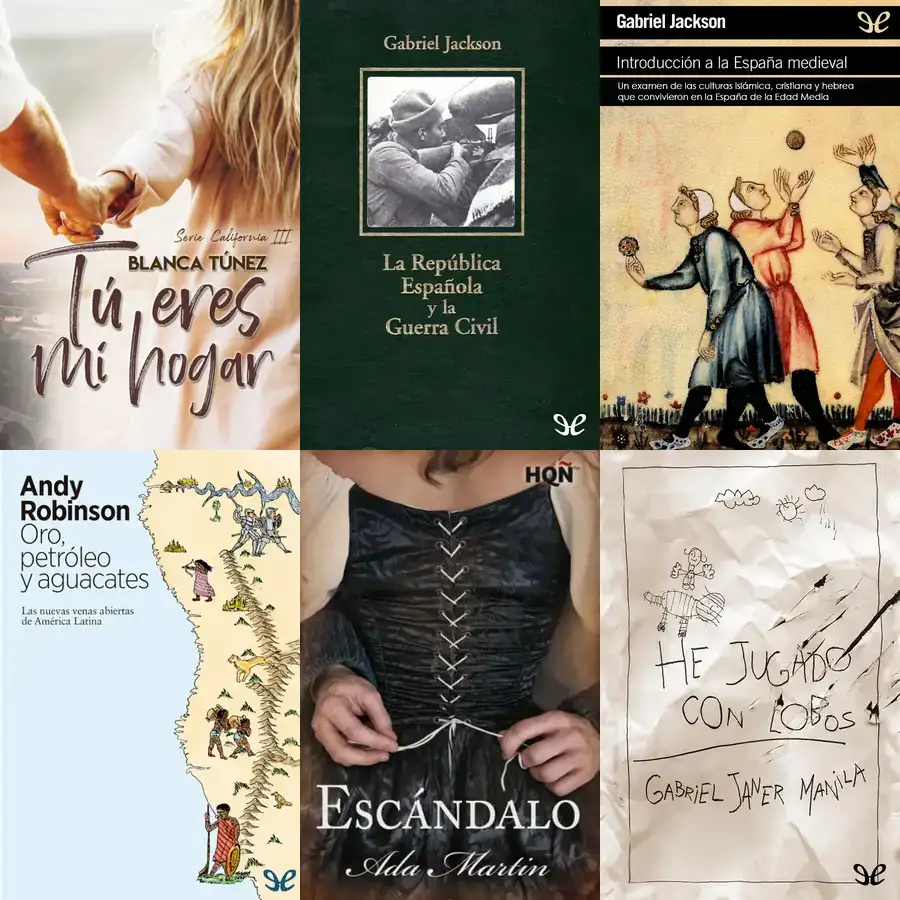 Serie California III
BLANCA TÚNEZ
Tú eres
mi hogar
Gabriel Jackson
La República
Española
y la
Guerra Civil
Gabriel Jackson
Introducción a la España medieval
Un examen de las culturas islámica, cristiana y hebrea
que convivieron en la España de la Edad Media
Andy
Robinson
Oro,
petróleo
y aguacates
Las nuevas venas abiertas
de América Latina
HQÑ
ESCÁNDALO
Ada Martin
HE JUGADO
CON LOBOS
GABRIEL JANER MANILA